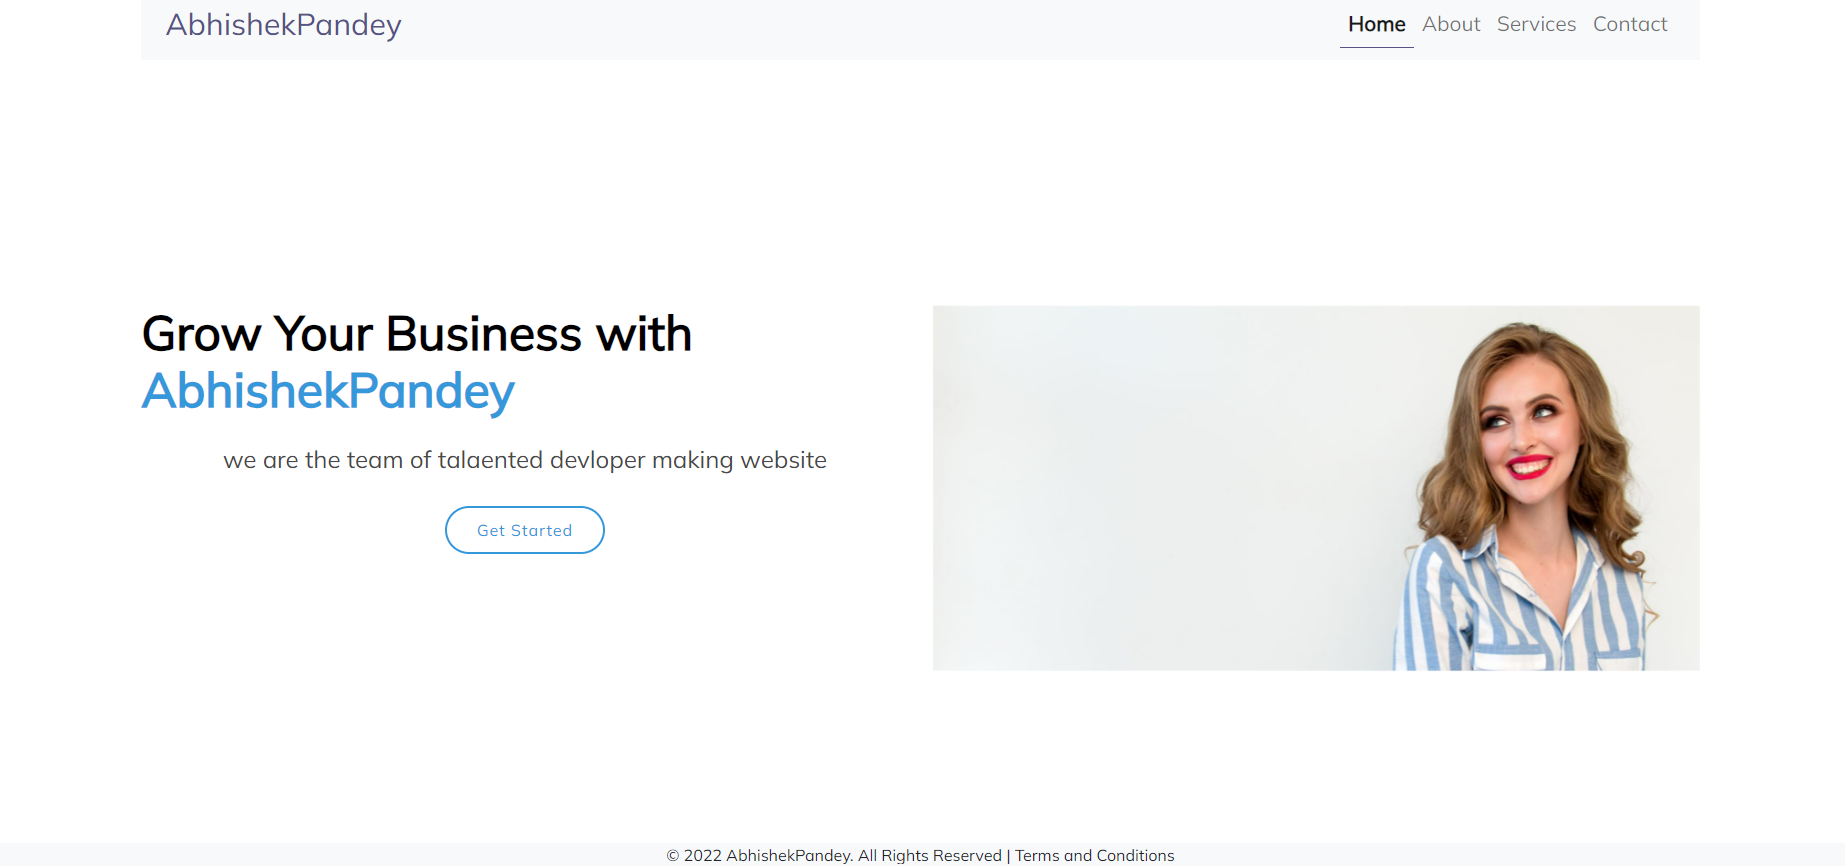 AbhishekPandey
Home About Services Contact
Grow Your Business with
AbhishekPandey
we are the team of talaented devloper making website
Get Started
© 2022 AbhishekPandey. All Rights Reserved | Terms and Conditions